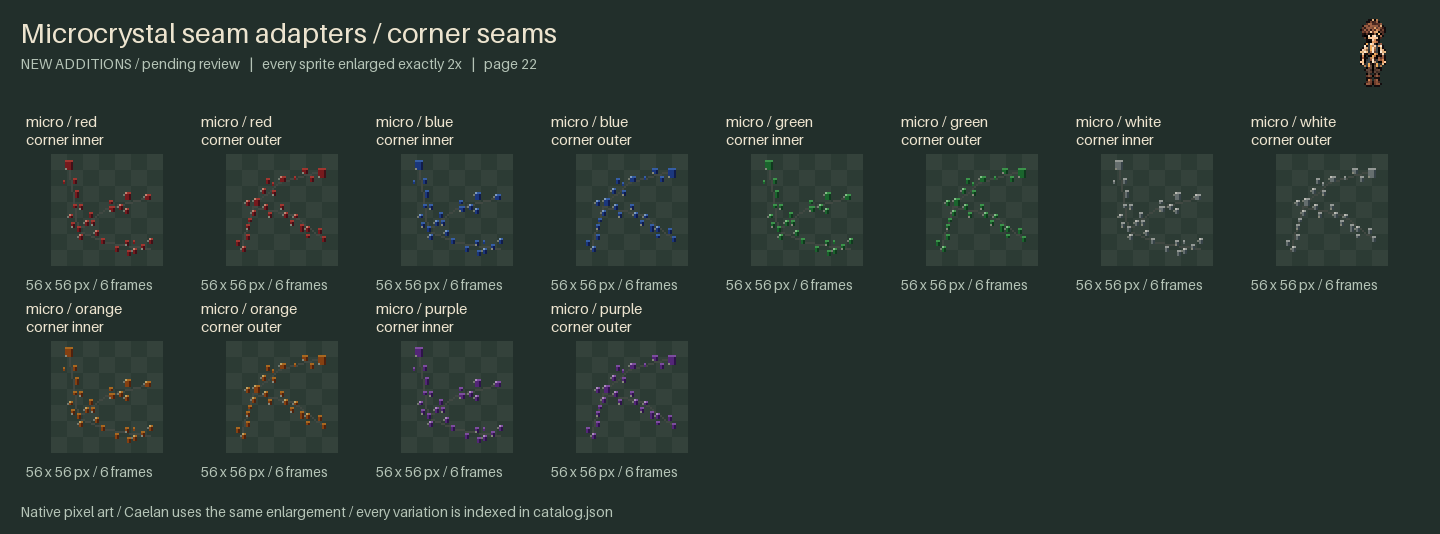 Microcrystal seam adapters / corner seams
NEW ADDITIONS / pending review | every sprite enlarged exactly 2x | page 22
micro / red
corner inner
micro / red
corner outer
micro / blue
corner inner
micro / blue
corner outer
micro / green
corner inner
micro / green
corner outer
micro / white
corner inner
micro / white
corner outer
56 x 56 px / 6 frames
56 x 56 px / 6 frames
56 x 56 px / 6 frames
56 x 56 px / 6 frames
56 x 56 px / 6 frames
56 x 56 px / 6 frames
56 x 56 px / 6 frames
56 x 56 px / 6 frames
micro / orange
corner inner
micro / orange
corner outer
micro / purple
corner inner
micro / purple
corner outer
56 x 56 px / 6 frames
56 x 56 px / 6 frames
56 x 56 px / 6 frames
56 x 56 px / 6 frames
Native pixel art / Caelan uses the same enlargement / every variation is indexed in catalog.json